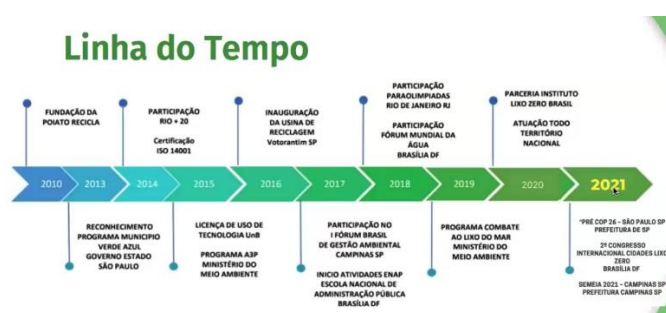 Linha do Tempo
FUNDAÇÃO DA
POIATO RECICLA
PARTICIPAÇÃO
RIO + 20
Certificação
ISO 14001
INAUGURAÇÃO
DA USINA DE
RECICLAGEM
Votorantim SP
PARTICIPAÇÃO
PARAOLIMPIADAS
RIO DE JANEIRO RJ
PARTICIPAÇÃO
FÓRUM MUNDIAL DA
ÁGUA
BRASÍLIA DF
PARCERIA INSTITUTO
LIXO ZERO BRASIL
ATUAÇÃO TODO
TERRITÓRIO
NACIONAL
2010
2013
2014
2015
2016
2017
2018
2019
2020
2021
RECONHECIMENTO
PROGRAMA MUNICIPIO
VERDE AZUL
GOVERNO ESTADO
SÃO PAULO
LICENÇA DE USO DE
TECNOLOGIA UnB
PROGRAMA A3P
MINISTÉRIO DO
MEIO AMBIENTE
PARTICIPAÇÃO NO
I FÓRUM BRASIL
DE GESTÃO AMBIENTAL
CAMPINAS SP
INICIO ATIVIDADES ENAP
ESCOLA NACIONAL DE
ADMINISTRAÇÃO PÚBLICA
BRASÍLIA DF
PROGRAMA COMBATE
AO LIXO DO MAR
MINISTÉRIO DO
MEIO AMBIENTE
"PRÉ COP 26 - SÃO PAULO SP
PREFEITURA DE SP
2º CONGRESSO
INTERNACIONAL CIDADES LIXO
ZERO
BRASÍLIA DF
SEMEIA 2021 - CAMPINAS SP
PREFEITURA CAMPINAS SP